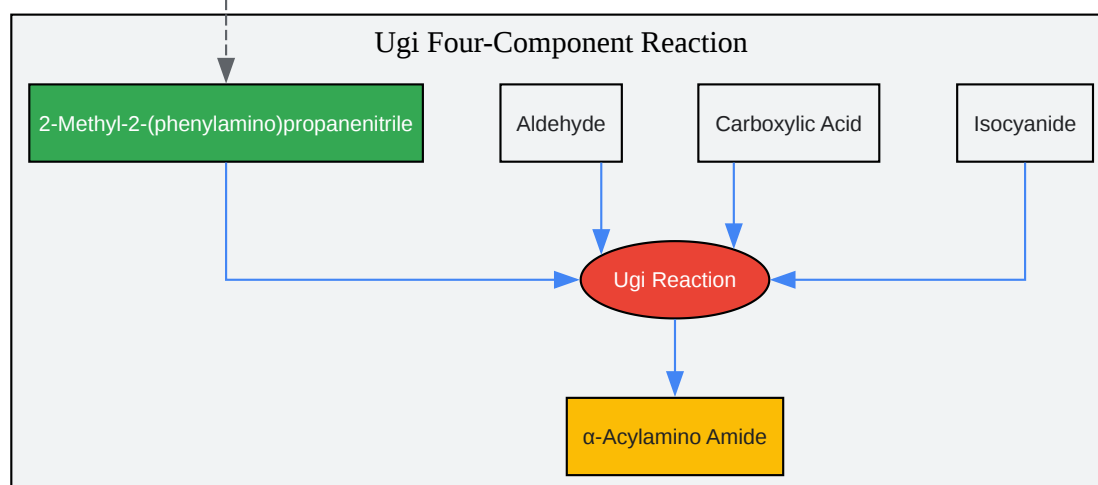 Ugi Four-Component Reaction
2-Methyl-2-(phenylamino)propanenitrile
Aldehyde
Carboxylic Acid
Isocyanide
Ugi Reaction
α-Acylamino Amide